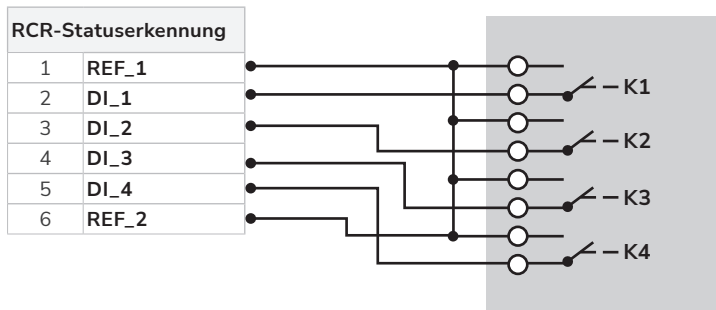 RCR-Statuserkennung
1 REF_1
2 DI_1
3 DI_2
4 DI_3
5 DI_4
6 REF_2
K1
K2
K3
K4